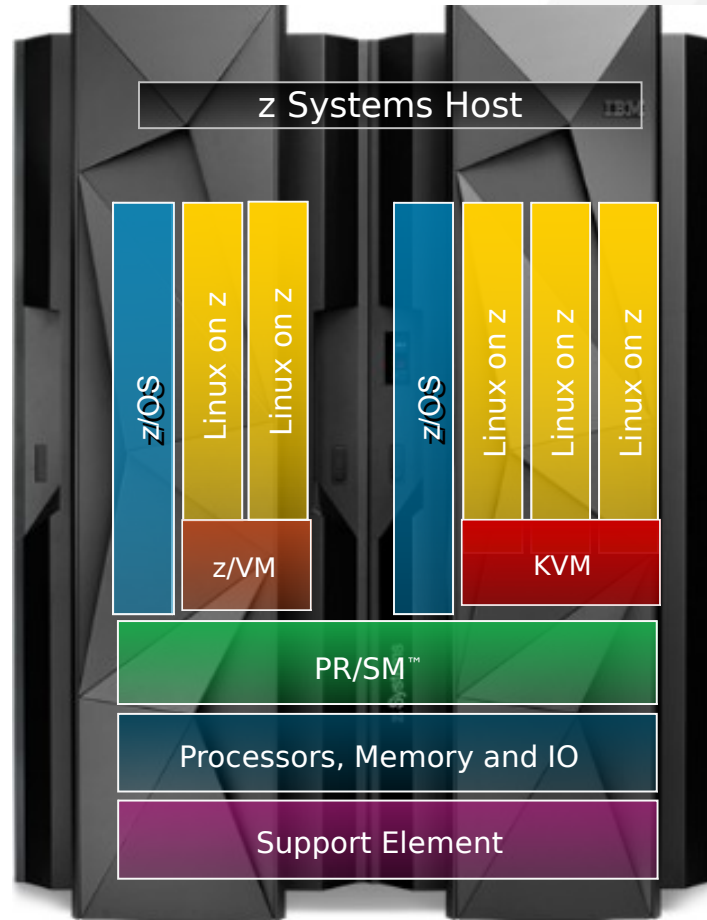 z Systems Host
IBM
z/OS
Linux on z
Linux on z
z/OS
Linux on z
Linux on z
Linux on z
z/VM
KVM
PR/SM™
z Systems
Processors, Memory and IO
Support Element